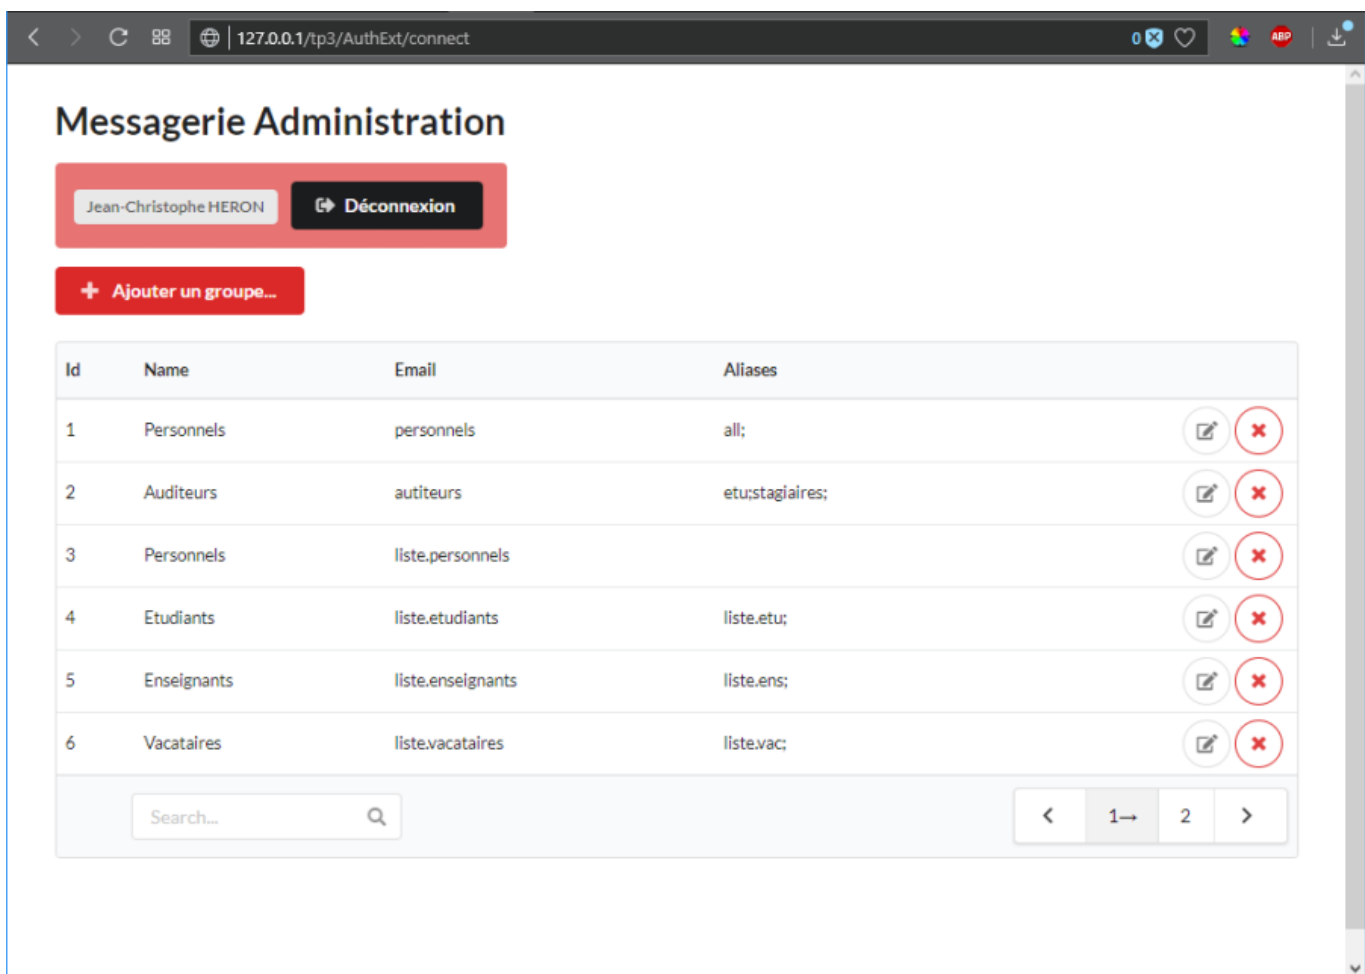 127.0.0.1/tp3/AuthExt/connect 0 ABP
Messagerie Administration
Jean-Christophe HERON Déconnexion
Ajouter un groupe...
Id Name Email Aliases
1 Personnels personnels all;
2 Auditeurs autiteurs etu;stagiaires;
3 Personnels liste.personnels
4 Etudiants liste.etudiants liste.etu;
5 Enseignants liste.enseignants liste.ens;
6 Vacataires liste.vacataires liste.vac;
Search... 1→ 2